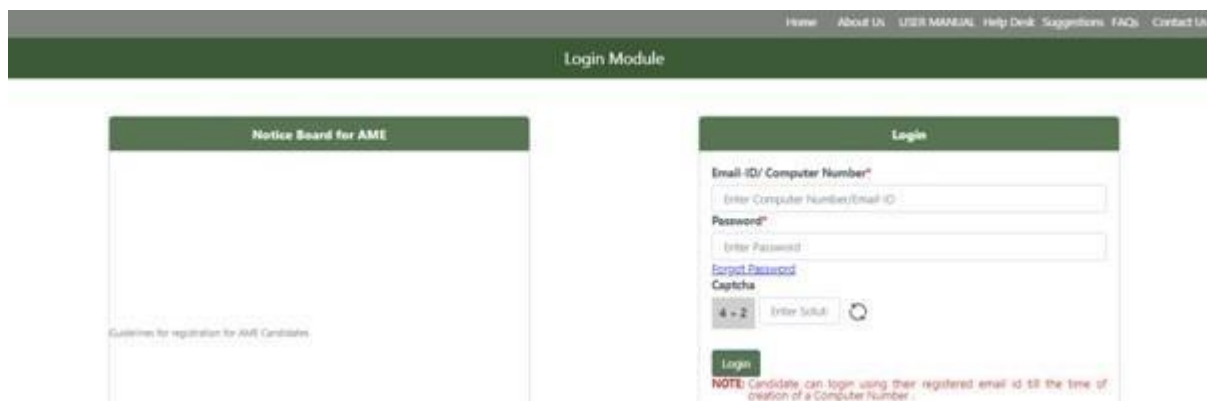 Home About Us USER MANUAL Help Desk Suggestions FAQs Contact Us
Login Module
Notice Board for AME
Guidelines for registration for AME Candidates
Login
Email-ID/ Computer Number*
Enter Computer Number/Email-ID
Password*
Enter Password
Forgot Password
Captcha
4 + 2 Enter Soluti
Login
NOTE: Candidate can login using their registered email id till the time of
creation of a Computer Number .